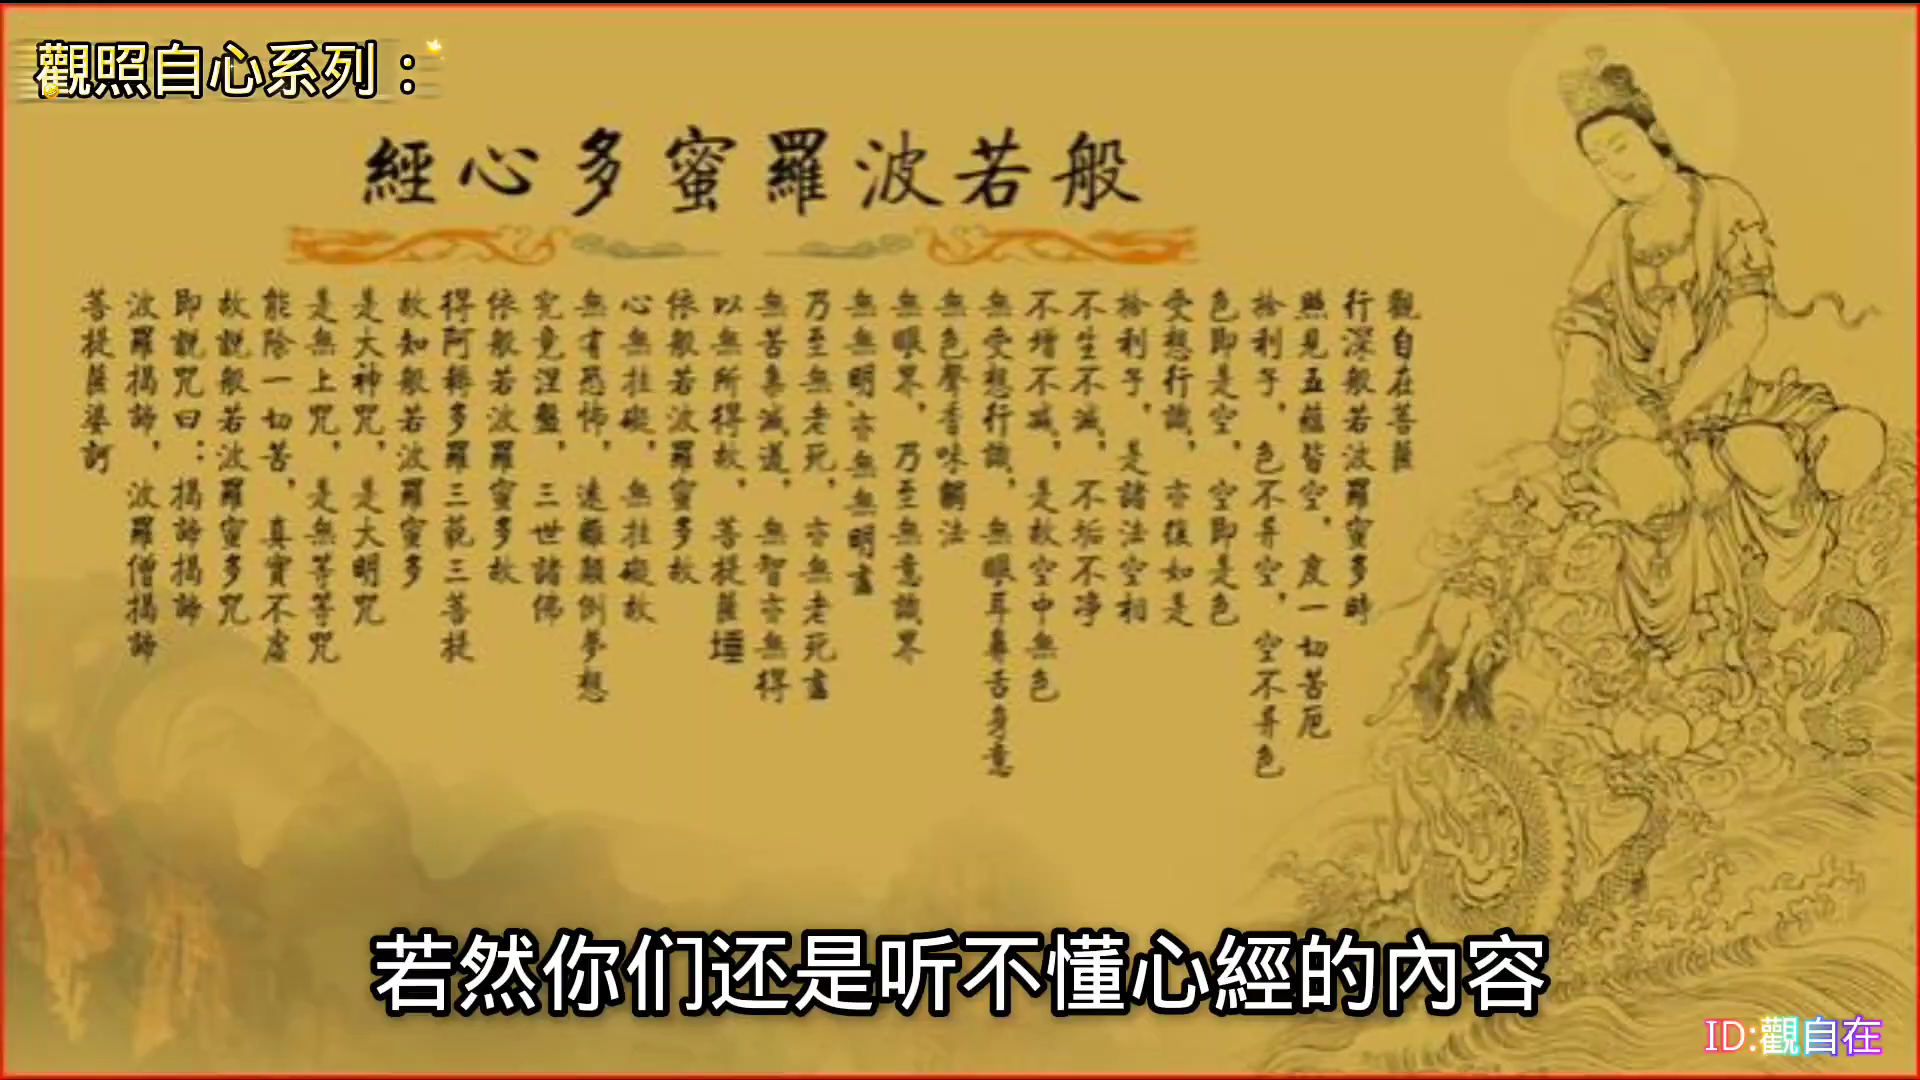 觀照自心系列：
般若波羅蜜多心經
觀自在菩薩
行深般若波羅蜜多時
照見五蘊皆空，度一切苦厄
捨利子，色不异空，空不异色
色即是空，空即是色
受想行識，亦復如是
捨利子，是諸法空相
不生不滅，不垢不净
不增不减，是故空中無色
無受想行識，無眼耳鼻舌身意
無色聲香味觸法
無眼界，乃至無意識界
無無明，亦無無明盡
乃至無老死，亦無老死盡
無苦集滅道，無智亦無得
以無所得故，菩提薩埵
依般若波羅蜜多故
心無挂礙，無挂礙故
無有恐怖，遠離顛倒夢想
究竟涅盤，三世諸佛
依般若波羅蜜多故
得阿耨多羅三藐三菩提
故知般若波羅蜜多
是大神咒，是大明咒
是無上咒，是無等等咒
能除一切苦，真實不虛
故說般若波羅蜜多咒
即說咒曰：揭諦揭諦
波羅揭諦，波羅僧揭諦
菩提薩婆訶
若然你们还是听不懂心經的內容
ID:觀自在